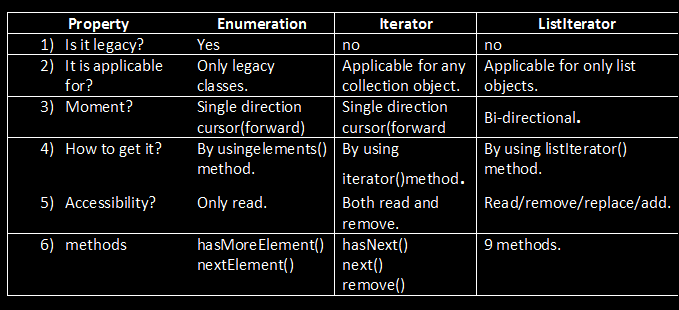 Property Enumeration Iterator ListIterator
1) Is it legacy? Yes no no
2) It is applicable Only legacy Applicable for any Applicable for only list
for? classes. collection object. objects.
3) Moment? Single direction Single direction Bi-directional.
cursor(forward) cursor(forward
4) How to get it? By usingelements() By using By using listIterator()
method. iterator()method. method.
5) Accessibility? Only read. Both read and Read/remove/replace/add.
remove.
6) methods hasMoreElement() hasNext() 9 methods.
nextElement() next()
remove()